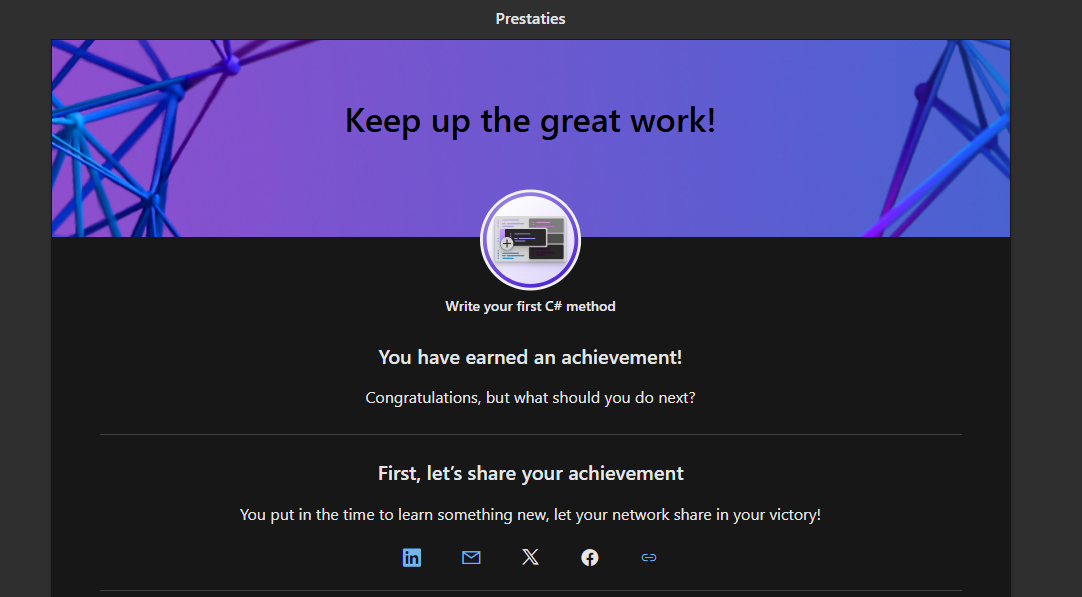 Prestaties
Keep up the great work!
Write your first C# method
You have earned an achievement!
Congratulations, but what should you do next?
First, let’s share your achievement
You put in the time to learn something new, let your network share in your victory!